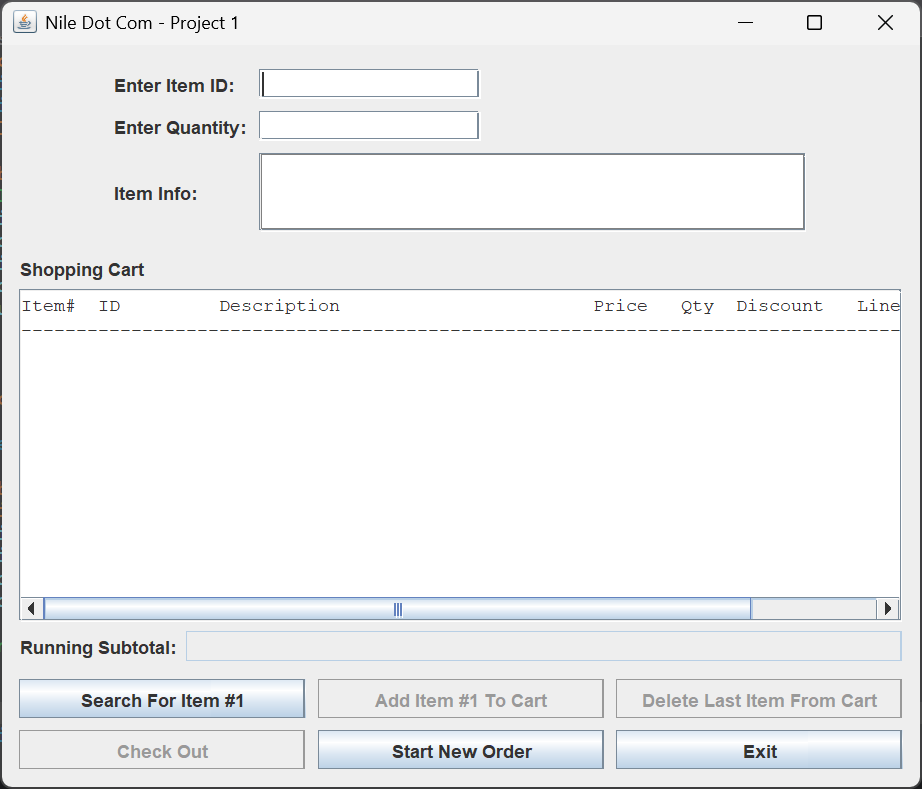 Nile Dot Com - Project 1
Enter Item ID:
Enter Quantity:
Item Info:
Shopping Cart
Item# ID Description Price Qty Discount Line
--------------------------------------------------------------------------------
Running Subtotal:
Search For Item #1 Add Item #1 To Cart Delete Last Item From Cart
Check Out Start New Order Exit